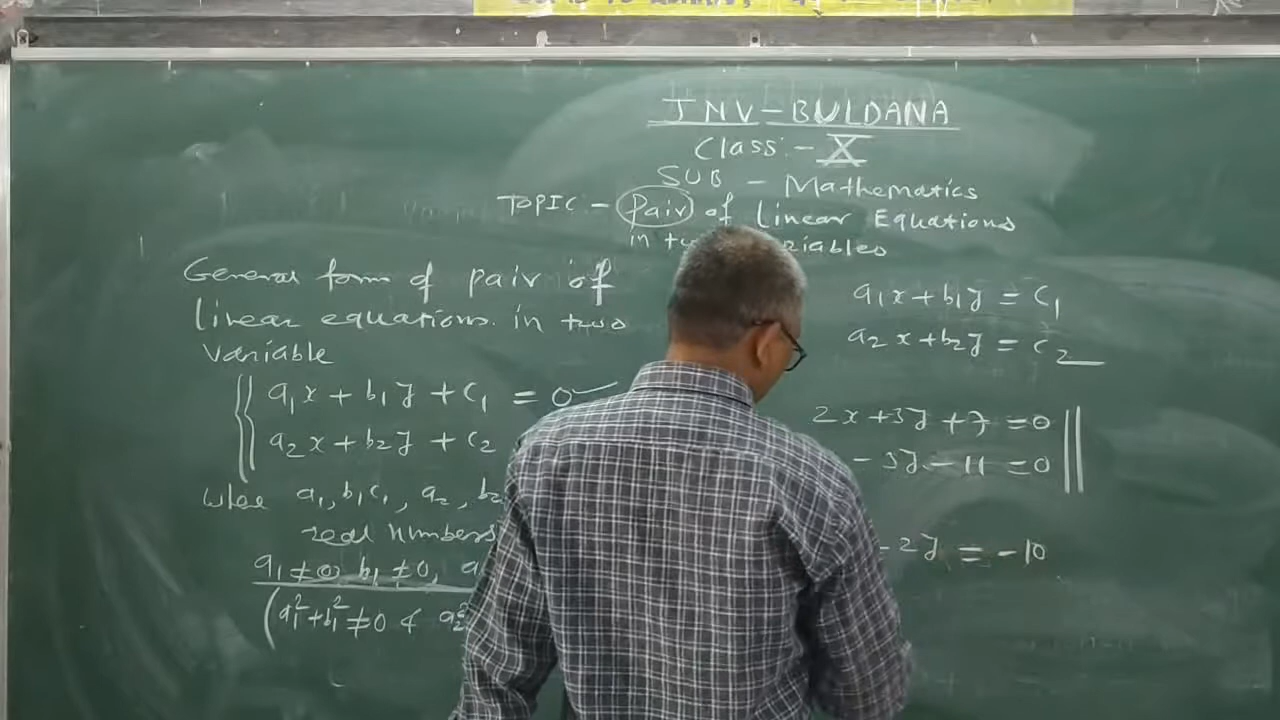 JNV-BULDANA
Class:- X
SUB - Mathematics
TOPIC - Pair of Linear Equations
in variables
General form of pair of
linear equations. in two
variable
a₁x + b₁y + c₁ = 0
a₂x + b₂y + c₂
where a₁, b₁ c₁, a₂, b₂
real numbers
a₁ ≠ 0 b₁ ≠ 0, a
(a₁² + b₁² ≠ 0 & a₂²
a₁x + b₁y = c₁
a₂x + b₂y = c₂
2x + 3y + 7 = 0
- 3y - 11 = 0
- 2y = -10